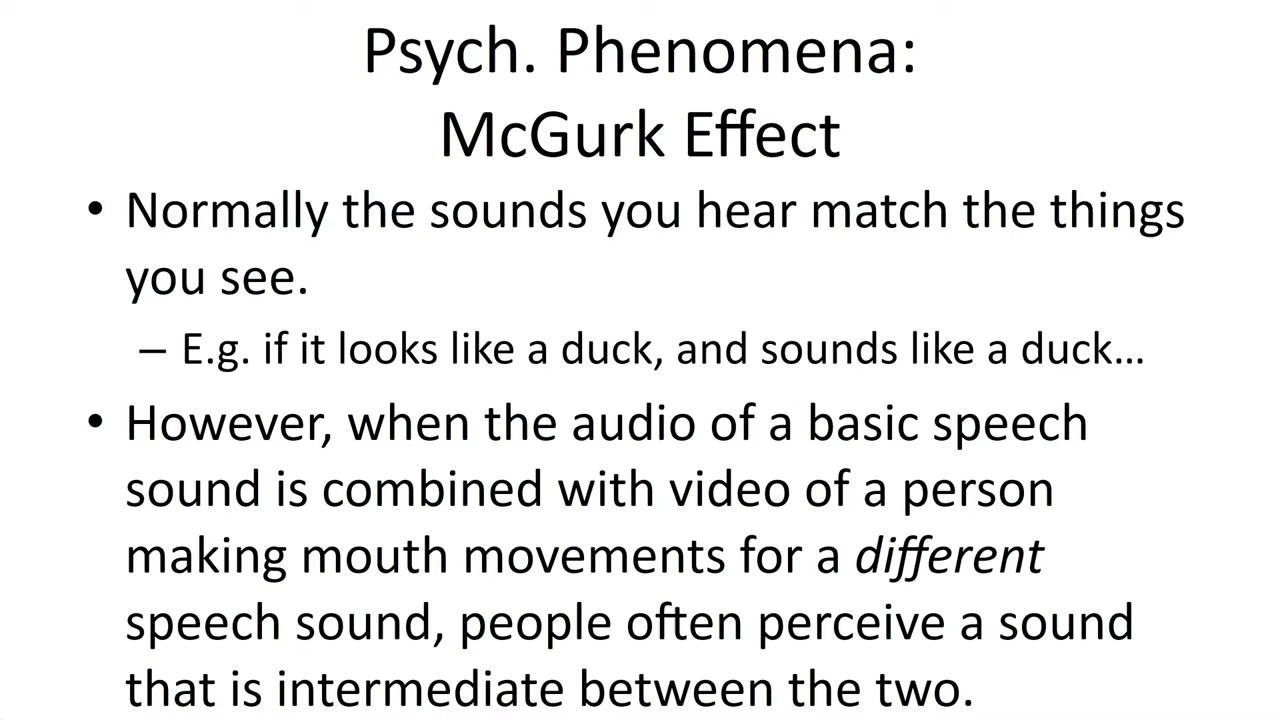 Psych. Phenomena:
McGurk Effect
• Normally the sounds you hear match the things
you see.
– E.g. if it looks like a duck, and sounds like a duck…
• However, when the audio of a basic speech
sound is combined with video of a person
making mouth movements for a different
speech sound, people often perceive a sound
that is intermediate between the two.